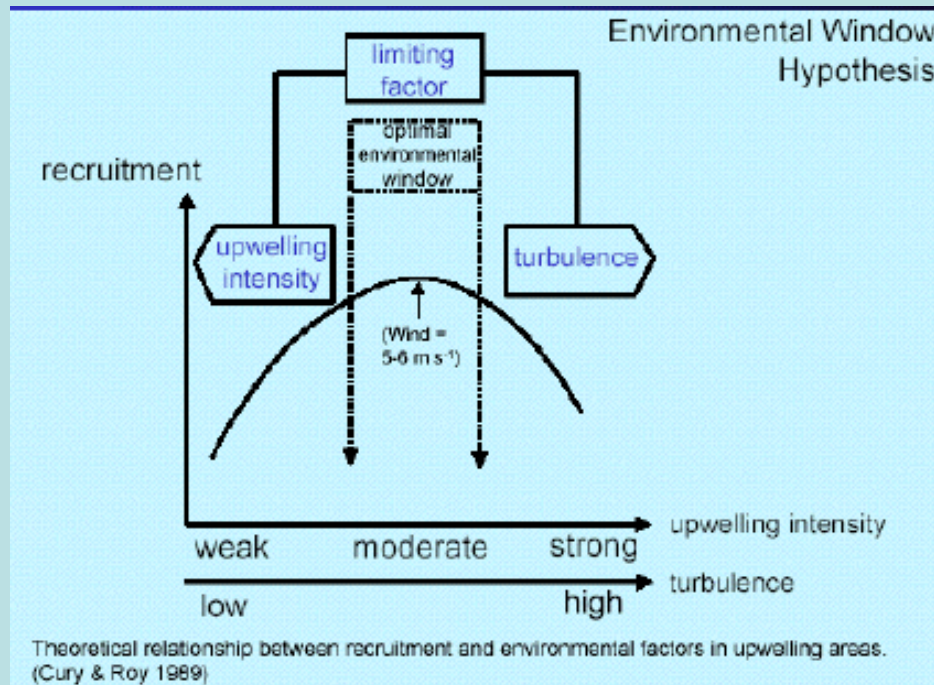 Environmental Window
Hypothesis
limiting
factor
optimal
environmental
window
recruitment
upwelling
intensity
turbulence
(Wind =
5-6 m s⁻¹)
upwelling intensity
weak moderate strong
turbulence
low high
Theoretical relationship between recruitment and environmental factors in upwelling areas.
(Cury & Roy 1989)